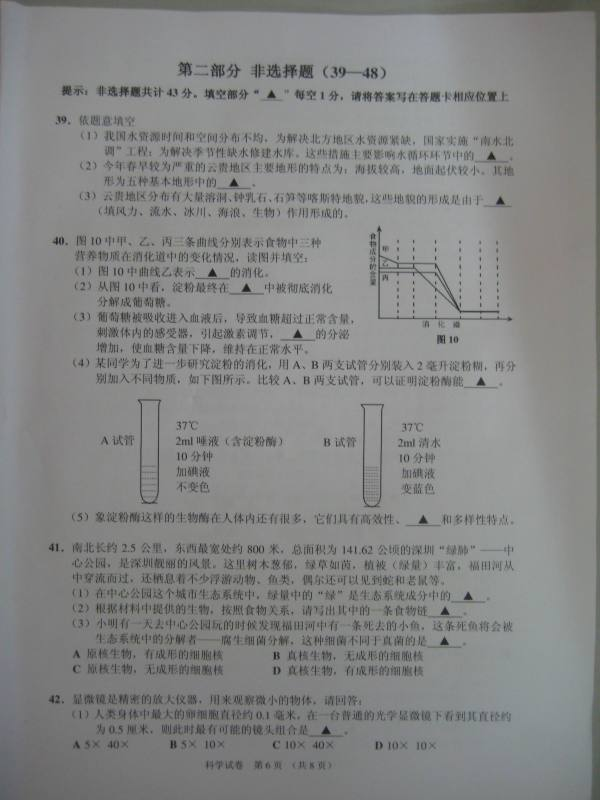 第二部分 非选择题（39—48）
提示：非选择题共计 43 分。填空部分“ ▲ ”每空 1 分，请将答案写在答题卡相应位置上
39．依题意填空
（1）我国水资源时间和空间分布不均，为解决北方地区水资源紧缺，国家实施“南水北
调”工程；为解决季节性缺水修建水库。这些措施主要影响水循环环节中的 ▲ 。
（2）今年春旱较为严重的云贵地区主要地形的特点为：海拔较高，地面起伏较小。其地
形为五种基本地形中的 ▲ 。
（3）云贵地区分布有大量溶洞、钟乳石、石笋等喀斯特地貌，这些地貌的形成是由于 ▲
（填风力、流水、冰川、海浪、生物）作用形成的。
40．图 10 中甲、乙、丙三条曲线分别表示食物中三种
营养物质在消化道中的变化情况，读图并填空：
（1）图 10 中曲线乙表示 ▲ 的消化。
（2）从图 10 中看，淀粉最终在 ▲ 中被彻底消化
分解成葡萄糖。
（3）葡萄糖被吸收进入血液后，导致血糖超过正常含量，
刺激体内的感受器，引起激素调节， ▲ 的分泌
增加，使血糖含量下降，维持在正常水平。
食物成分的含量
甲
乙
丙
消 化 道
图 10
（4）某同学为了进一步研究淀粉的消化，用 A、B 两支试管分别装入 2 毫升淀粉糊，再分
别加入不同物质，如下图所示。比较 A、B 两支试管，可以证明淀粉酶能 ▲ 。
A 试管
37℃
2ml 唾液（含淀粉酶）
10 分钟
加碘液
不变色
B 试管
37℃
2ml 清水
10 分钟
加碘液
变蓝色
（5）象淀粉酶这样的生物酶在人体内还有很多，它们具有高效性、 ▲ 和多样性特点。
41．南北长约 2.5 公里，东西最宽处约 800 米，总面积为 141.62 公顷的深圳“绿肺”——中
心公园，是深圳靓丽的风景。这里树木葱郁，绿草如茵，植被（绿量）丰富，福田河从
中穿流而过，还栖息着不少浮游动物、鱼类，偶尔还可以见到蛇和老鼠等。
（1）在中心公园这个城市生态系统中，绿量中的“绿”是生态系统成分中的 ▲ 。
（2）根据材料中提供的生物，按照食物关系，请写出其中的一条食物链 ▲ 。
（3）小明有一天去中心公园玩的时候发现福田河中有一条死去的小鱼，这条死鱼将会被
生态系统中的分解者——腐生细菌分解，这种细菌不同于真菌的是 ▲ 。
A 原核生物，有成形的细胞核 B 真核生物，无成形的细胞核
C 原核生物，无成形的细胞核 D 真核生物，有成形的细胞核
42．显微镜是精密的放大仪器，用来观察微小的物体，请回答：
（1）人类身体中最大的卵细胞直径约 0.1 毫米，在一台普通的光学显微镜下看到其直径约
为 0.5 厘米，则此时最有可能的镜头组合是 ▲ 。
A 5× 40× B 5× 10× C 10× 40× D 10× 10×
科学试卷 第 6 页 （共 8 页）